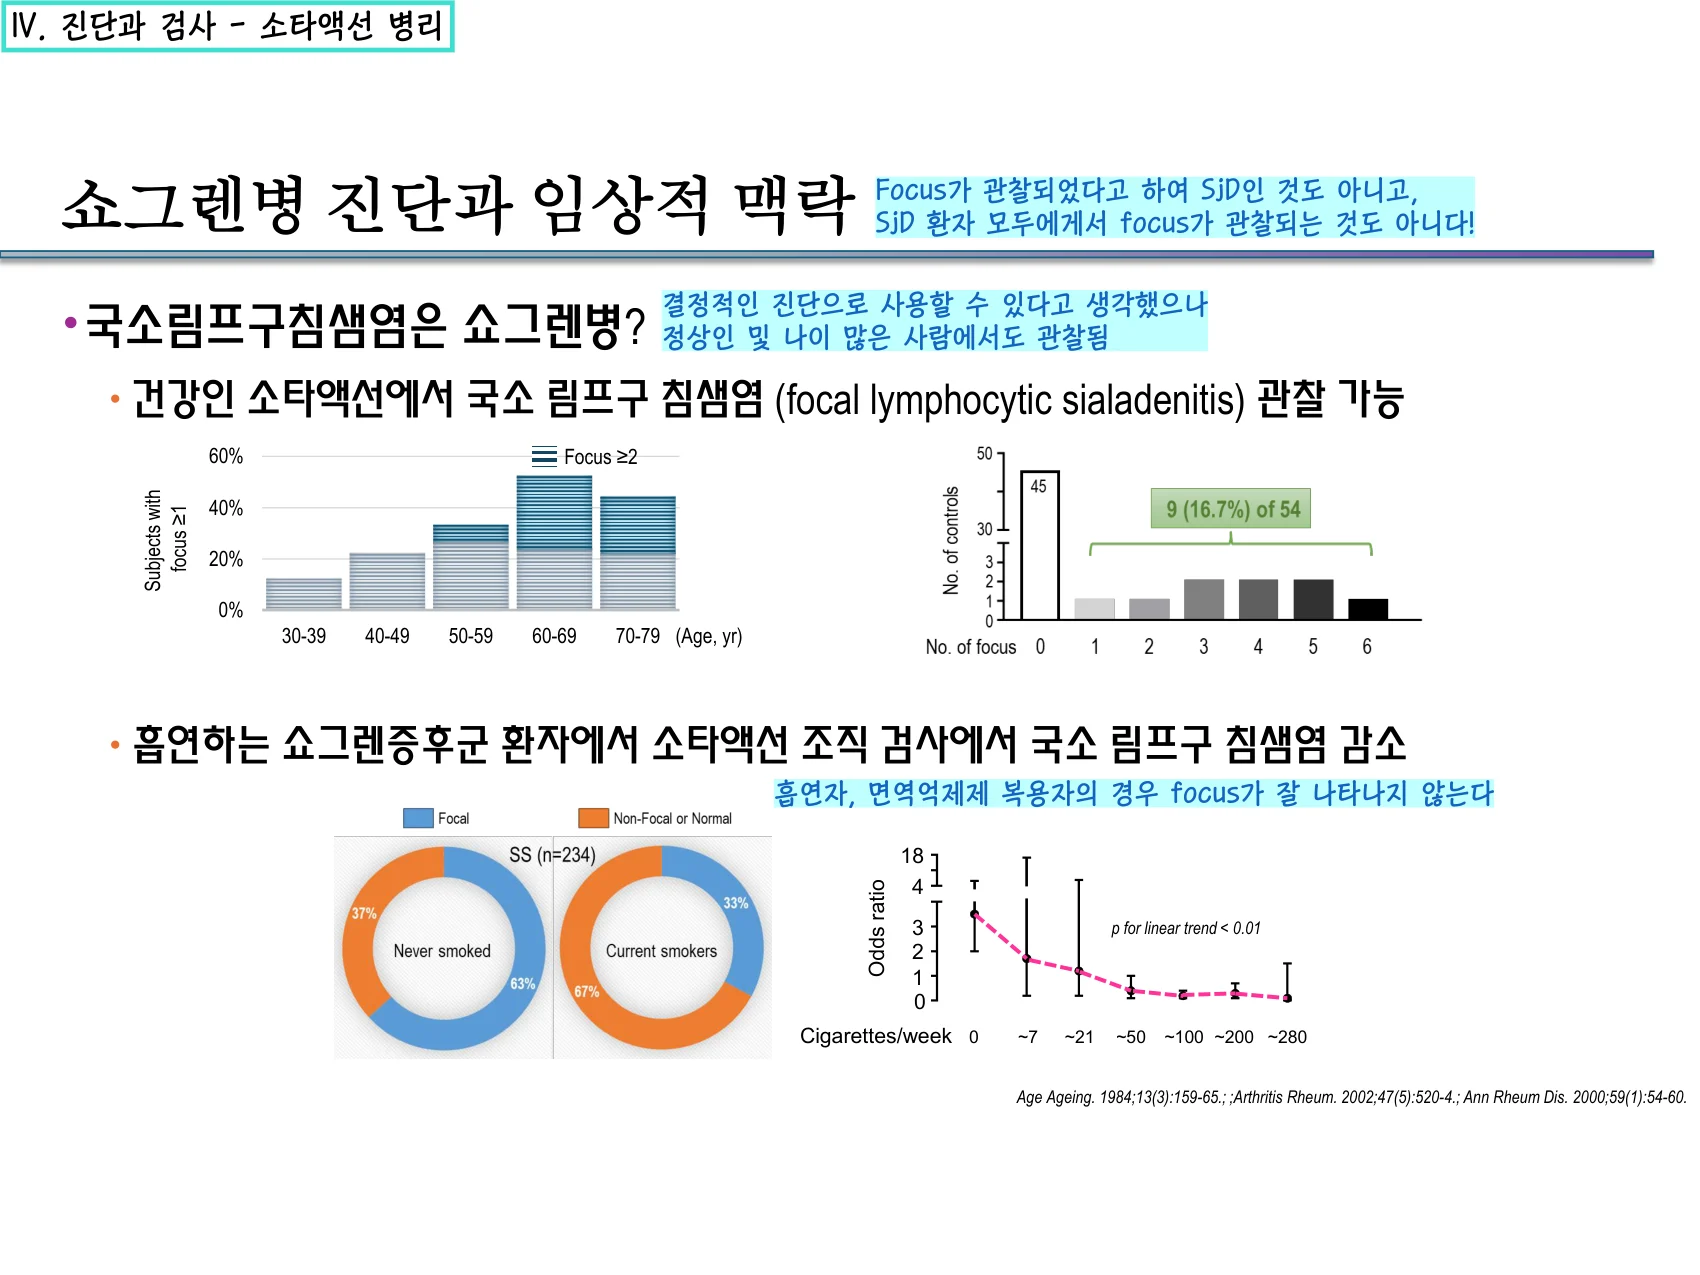 IV. 진단과 검사 - 소타액선 병리
쇼그렌병 진단과 임상적 맥락
Focus가 관찰되었다고 하여 SjD인 것도 아니고,
SjD 환자 모두에게서 focus가 관찰되는 것도 아니다!
•국소림프구침샘염은 쇼그렌병?
결정적인 진단으로 사용할 수 있다고 생각했으나
정상인 및 나이 많은 사람에서도 관찰됨
• 건강인 소타액선에서 국소 림프구 침샘염 (focal lymphocytic sialadenitis) 관찰 가능
Subjects with
focus ≥1
60%
40%
20%
0%
Focus ≥2
30-39 40-49 50-59 60-69 70-79 (Age, yr)
No. of controls
50
30
3
2
1
0
45
9 (16.7%) of 54
No. of focus 0 1 2 3 4 5 6
• 흡연하는 쇼그렌증후군 환자에서 소타액선 조직 검사에서 국소 림프구 침샘염 감소
흡연자, 면역억제제 복용자의 경우 focus가 잘 나타나지 않는다
Focal Non-Focal or Normal
SS (n=234)
37%
Never smoked
63%
33%
Current smokers
67%
Odds ratio
18
4
3
2
1
0
p for linear trend < 0.01
Cigarettes/week 0 ~7 ~21 ~50 ~100 ~200 ~280
Age Ageing. 1984;13(3):159-65.; ;Arthritis Rheum. 2002;47(5):520-4.; Ann Rheum Dis. 2000;59(1):54-60.